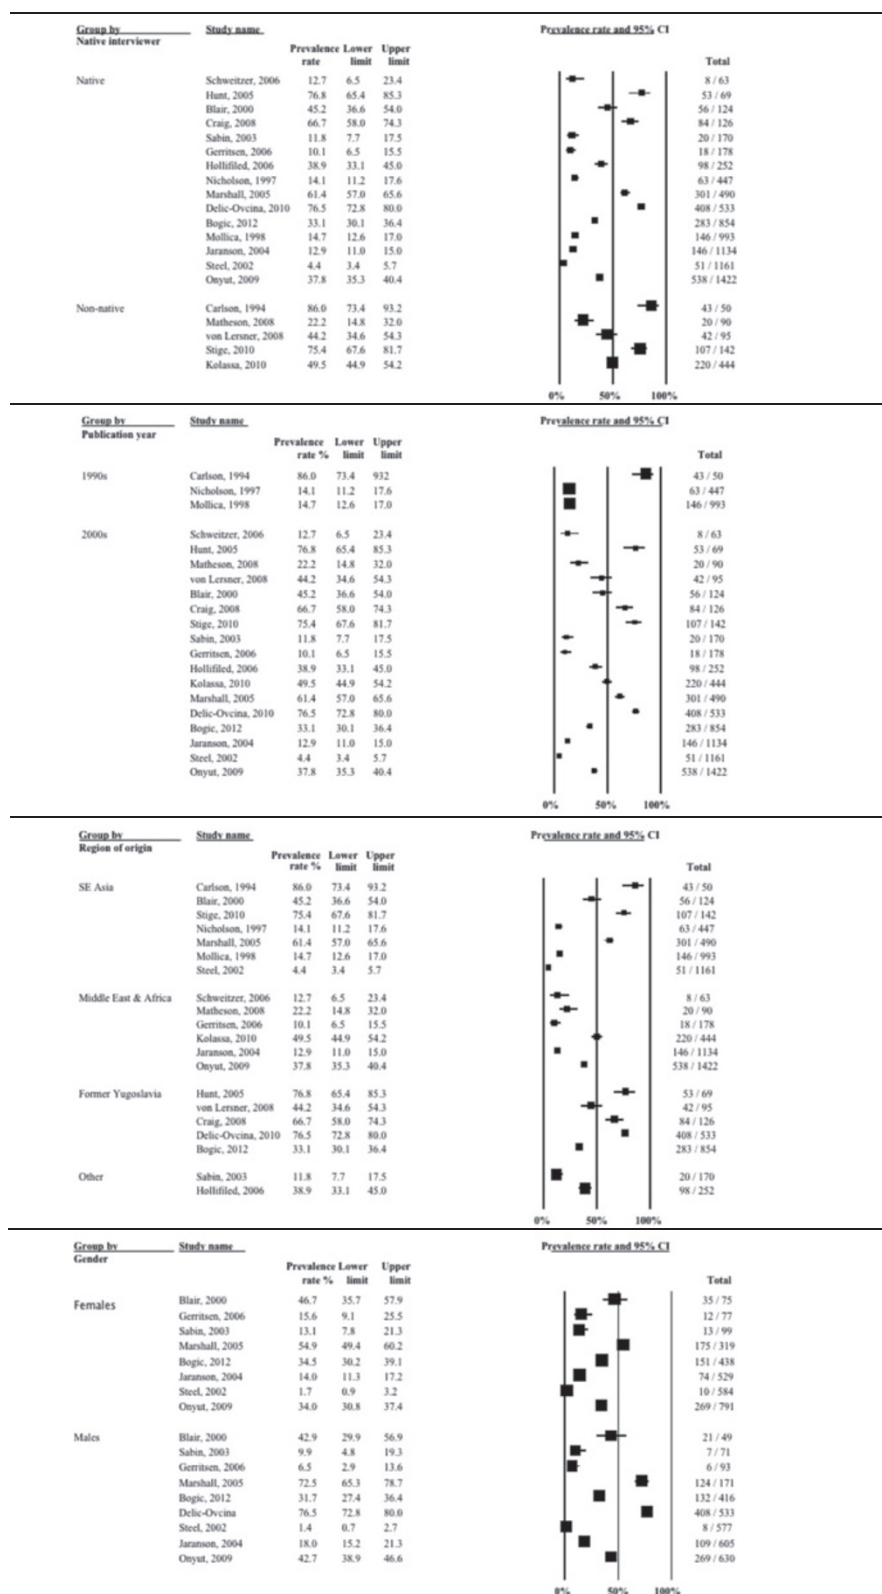 Group by Study name Prevalence rate and 95% CI
Native interviewer
Prevalence Lower Upper
rate limit limit Total
Native Schweitzer, 2006 12.7 6.5 23.4 8 / 63
Hunt, 2005 76.8 65.4 85.3 53 / 69
Blair, 2000 45.2 36.6 54.0 56 / 124
Craig, 2008 66.7 58.0 74.3 84 / 126
Sabin, 2003 11.8 7.7 17.5 20 / 170
Gerritsen, 2006 10.1 6.5 15.5 18 / 178
Hollifiled, 2006 38.9 33.1 45.0 98 / 252
Nicholson, 1997 14.1 11.2 17.6 63 / 447
Marshall, 2005 61.4 57.0 65.6 301 / 490
Delic-Ovcina, 2010 76.5 72.8 80.0 408 / 533
Bogic, 2012 33.1 30.1 36.4 283 / 854
Mollica, 1998 14.7 12.6 17.0 146 / 993
Jaranson, 2004 12.9 11.0 15.0 146 / 1134
Steel, 2002 4.4 3.4 5.7 51 / 1161
Onyut, 2009 37.8 35.3 40.4 538 / 1422
Non-native Carlson, 1994 86.0 73.4 93.2 43 / 50
Matheson, 2008 22.2 14.8 32.0 20 / 90
von Lersner, 2008 44.2 34.6 54.3 42 / 95
Stige, 2010 75.4 67.6 81.7 107 / 142
Kolassa, 2010 49.5 44.9 54.2 220 / 444
0% 50% 100%
Group by Study name Prevalence rate and 95% CI
Publication year
Prevalence Lower Upper
rate % limit limit Total
1990s Carlson, 1994 86.0 73.4 932 43 / 50
Nicholson, 1997 14.1 11.2 17.6 63 / 447
Mollica, 1998 14.7 12.6 17.0 146 / 993
2000s Schweitzer, 2006 12.7 6.5 23.4 8 / 63
Hunt, 2005 76.8 65.4 85.3 53 / 69
Matheson, 2008 22.2 14.8 32.0 20 / 90
von Lersner, 2008 44.2 34.6 54.3 42 / 95
Blair, 2000 45.2 36.6 54.0 56 / 124
Craig, 2008 66.7 58.0 74.3 84 / 126
Stige, 2010 75.4 67.6 81.7 107 / 142
Sabin, 2003 11.8 7.7 17.5 20 / 170
Gerritsen, 2006 10.1 6.5 15.5 18 / 178
Hollifiled, 2006 38.9 33.1 45.0 98 / 252
Kolassa, 2010 49.5 44.9 54.2 220 / 444
Marshall, 2005 61.4 57.0 65.6 301 / 490
Delic-Ovcina, 2010 76.5 72.8 80.0 408 / 533
Bogic, 2012 33.1 30.1 36.4 283 / 854
Jaranson, 2004 12.9 11.0 15.0 146 / 1134
Steel, 2002 4.4 3.4 5.7 51 / 1161
Onyut, 2009 37.8 35.3 40.4 538 / 1422
0% 50% 100%
Group by Study name Prevalence rate and 95% CI
Region of origin
Prevalence Lower Upper
rate % limit limit Total
SE Asia Carlson, 1994 86.0 73.4 93.2 43 / 50
Blair, 2000 45.2 36.6 54.0 56 / 124
Stige, 2010 75.4 67.6 81.7 107 / 142
Nicholson, 1997 14.1 11.2 17.6 63 / 447
Marshall, 2005 61.4 57.0 65.6 301 / 490
Mollica, 1998 14.7 12.6 17.0 146 / 993
Steel, 2002 4.4 3.4 5.7 51 / 1161
Middle East & Africa Schweitzer, 2006 12.7 6.5 23.4 8 / 63
Matheson, 2008 22.2 14.8 32.0 20 / 90
Gerritsen, 2006 10.1 6.5 15.5 18 / 178
Kolassa, 2010 49.5 44.9 54.2 220 / 444
Jaranson, 2004 12.9 11.0 15.0 146 / 1134
Onyut, 2009 37.8 35.3 40.4 538 / 1422
Former Yugoslavia Hunt, 2005 76.8 65.4 85.3 53 / 69
von Lersner, 2008 44.2 34.6 54.3 42 / 95
Craig, 2008 66.7 58.0 74.3 84 / 126
Delic-Ovcina, 2010 76.5 72.8 80.0 408 / 533
Bogic, 2012 33.1 30.1 36.4 283 / 854
Other Sabin, 2003 11.8 7.7 17.5 20 / 170
Hollifiled, 2006 38.9 33.1 45.0 98 / 252
0% 50% 100%
Group by Study name Prevalence rate and 95% CI
Gender
Prevalence Lower Upper
rate % limit limit Total
Females Blair, 2000 46.7 35.7 57.9 35 / 75
Gerritsen, 2006 15.6 9.1 25.5 12 / 77
Sabin, 2003 13.1 7.8 21.3 13 / 99
Marshall, 2005 54.9 49.4 60.2 175 / 319
Bogic, 2012 34.5 30.2 39.1 151 / 438
Jaranson, 2004 14.0 11.3 17.2 74 / 529
Steel, 2002 1.7 0.9 3.2 10 / 584
Onyut, 2009 34.0 30.8 37.4 269 / 791
Males Blair, 2000 42.9 29.9 56.9 21 / 49
Sabin, 2003 9.9 4.8 19.3 7 / 71
Gerritsen, 2006 6.5 2.9 13.6 6 / 93
Marshall, 2005 72.5 65.3 78.7 124 / 171
Bogic, 2012 31.7 27.4 36.4 132 / 416
Delic-Ovcina 76.5 72.8 80.0 408 / 533
Steel, 2002 1.4 0.7 2.7 8 / 577
Jaranson, 2004 18.0 15.2 21.3 109 / 605
Onyut, 2009 42.7 38.9 46.6 269 / 630
0% 50% 100%